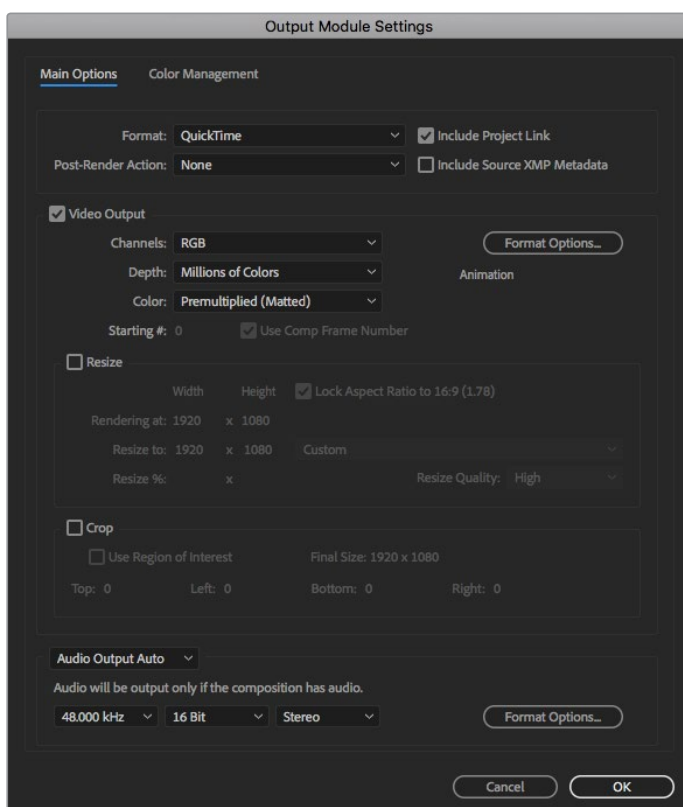 Output Module Settings
Main Options Color Management
Format: QuickTime Include Project Link
Post-Render Action: None Include Source XMP Metadata
Video Output
Channels: RGB Format Options...
Depth: Millions of Colors Animation
Color: Premultiplied (Matted)
Starting #: 0 Use Comp Frame Number
Resize
Width Height Lock Aspect Ratio to 16:9 (1.78)
Rendering at: 1920 x 1080
Resize to: 1920 x 1080 Custom
Resize %: x Resize Quality: High
Crop
Use Region of Interest Final Size: 1920 x 1080
Top: 0 Left: 0 Bottom: 0 Right: 0
Audio Output Auto
Audio will be output only if the composition has audio.
48.000 kHz 16 Bit Stereo Format Options...
Cancel OK